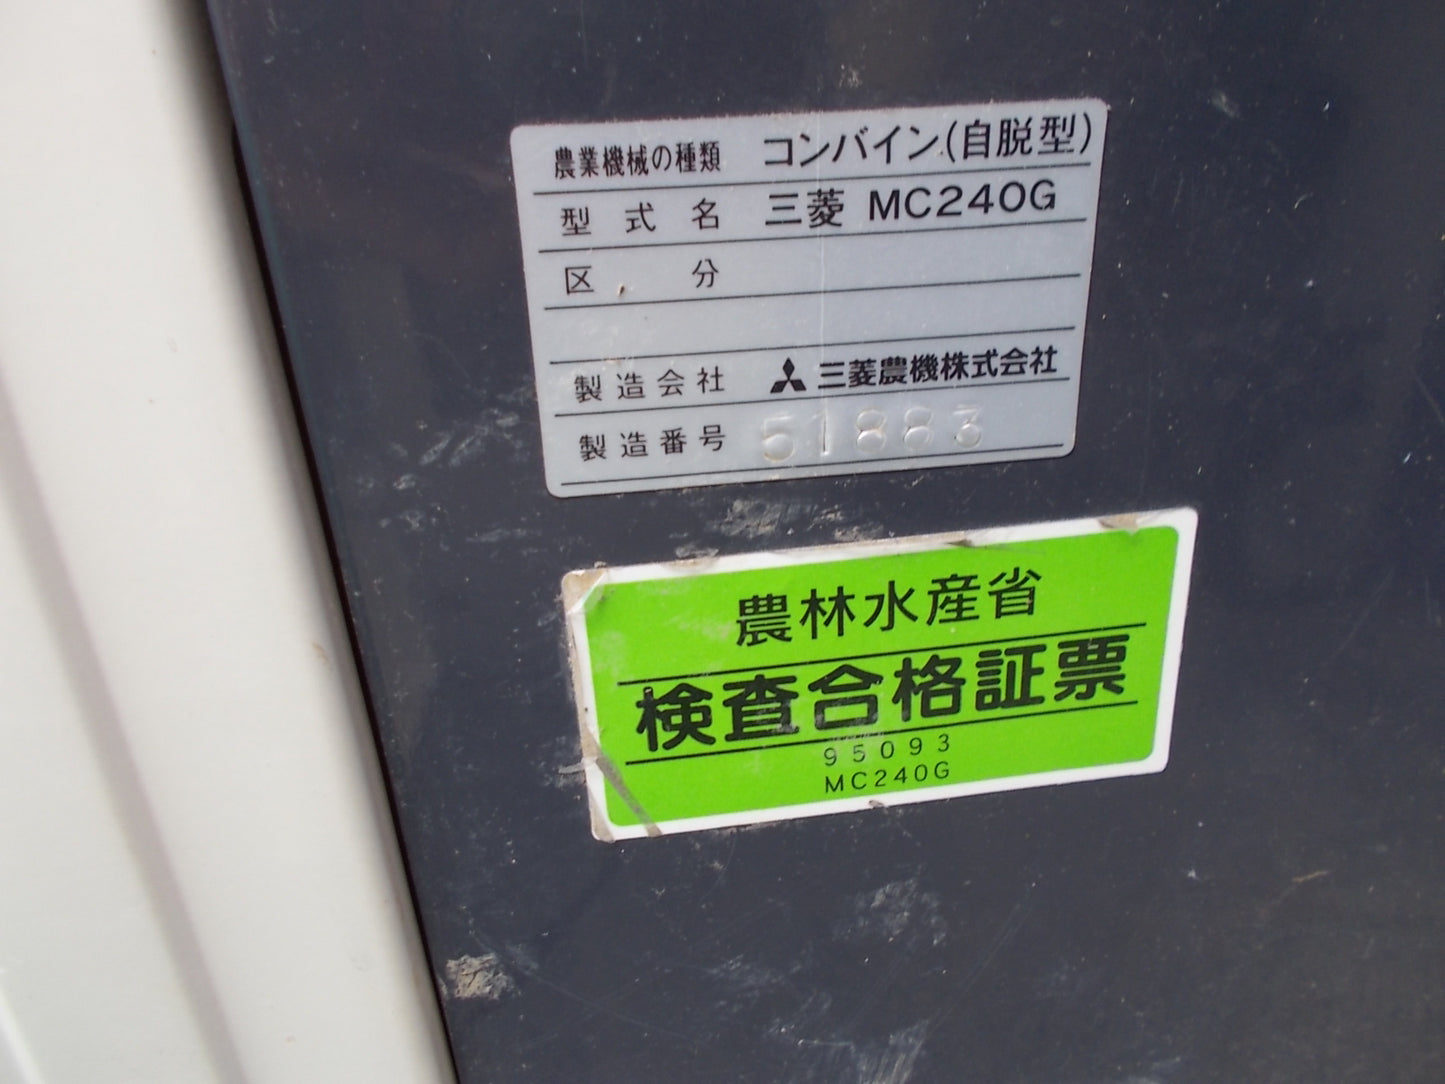 農業機械の種類 コンバイン(自脱型)
型式名 三菱 MC240G
区分
製造会社 三菱農機株式会社
製造番号 51883
農林水産省
検査合格証票
95093
MC240G